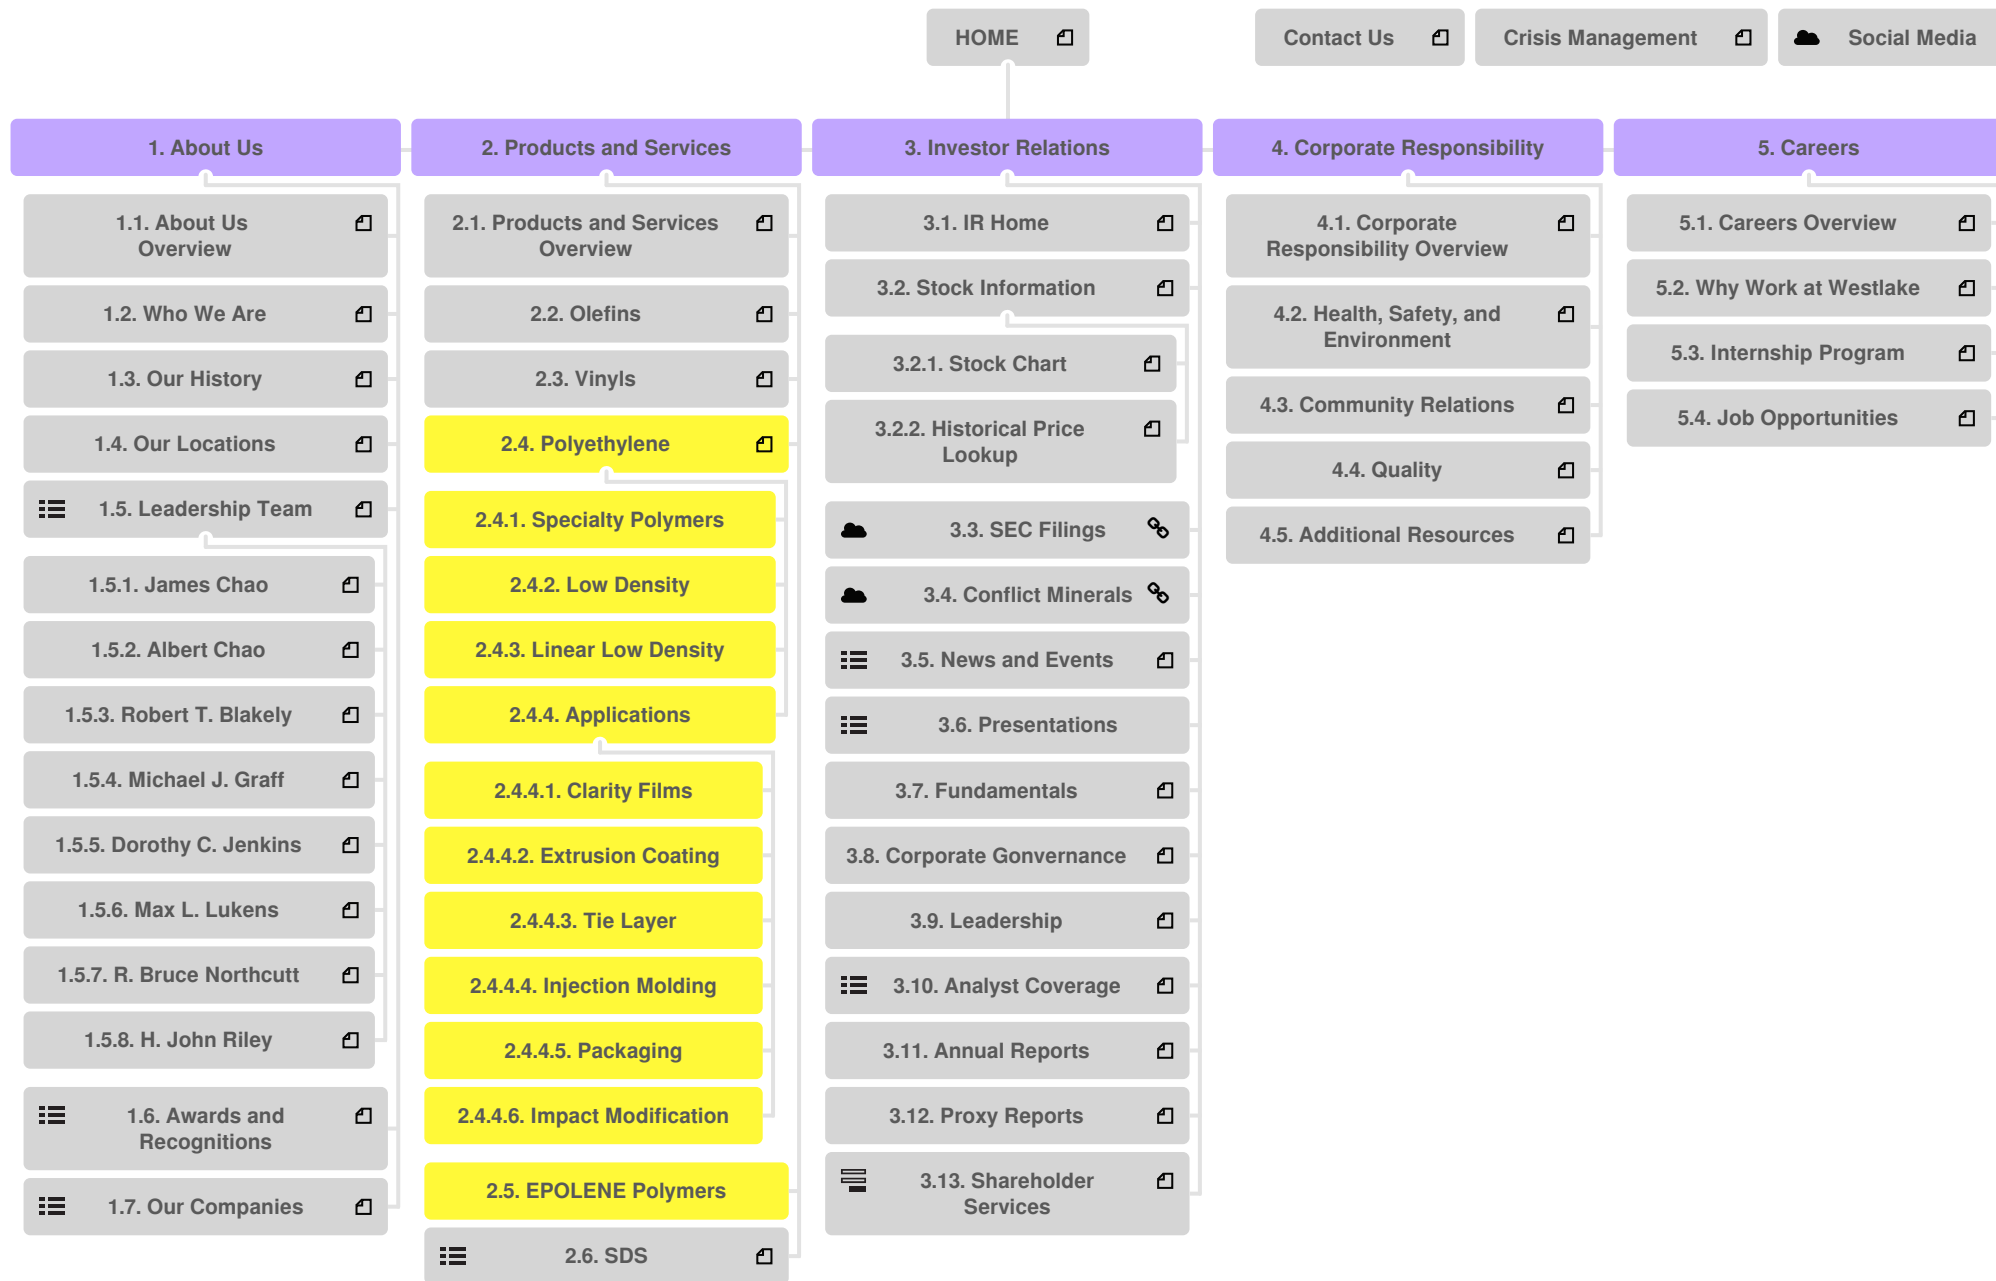 HOME
Contact Us
Crisis Management
Social Media
1. About Us
1.1. About Us
Overview
1.2. Who We Are
1.3. Our History
1.4. Our Locations
1.5. Leadership Team
1.5.1. James Chao
1.5.2. Albert Chao
1.5.3. Robert T. Blakely
1.5.4. Michael J. Graff
1.5.5. Dorothy C. Jenkins
1.5.6. Max L. Lukens
1.5.7. R. Bruce Northcutt
1.5.8. H. John Riley
1.6. Awards and
Recognitions
1.7. Our Companies
2. Products and Services
2.1. Products and Services
Overview
2.2. Olefins
2.3. Vinyls
2.4. Polyethylene
2.4.1. Specialty Polymers
2.4.2. Low Density
2.4.3. Linear Low Density
2.4.4. Applications
2.4.4.1. Clarity Films
2.4.4.2. Extrusion Coating
2.4.4.3. Tie Layer
2.4.4.4. Injection Molding
2.4.4.5. Packaging
2.4.4.6. Impact Modification
2.5. EPOLENE Polymers
2.6. SDS
3. Investor Relations
3.1. IR Home
3.2. Stock Information
3.2.1. Stock Chart
3.2.2. Historical Price
Lookup
3.3. SEC Filings
3.4. Conflict Minerals
3.5. News and Events
3.6. Presentations
3.7. Fundamentals
3.8. Corporate Gonvernance
3.9. Leadership
3.10. Analyst Coverage
3.11. Annual Reports
3.12. Proxy Reports
3.13. Shareholder
Services
4. Corporate Responsibility
4.1. Corporate
Responsibility Overview
4.2. Health, Safety, and
Environment
4.3. Community Relations
4.4. Quality
4.5. Additional Resources
5. Careers
5.1. Careers Overview
5.2. Why Work at Westlake
5.3. Internship Program
5.4. Job Opportunities